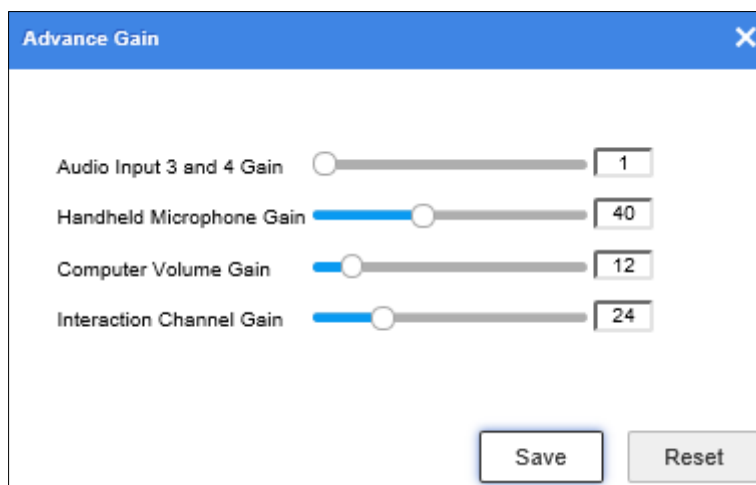 Advance Gain
Audio Input 3 and 4 Gain 1
Handheld Microphone Gain 40
Computer Volume Gain 12
Interaction Channel Gain 24
Save Reset